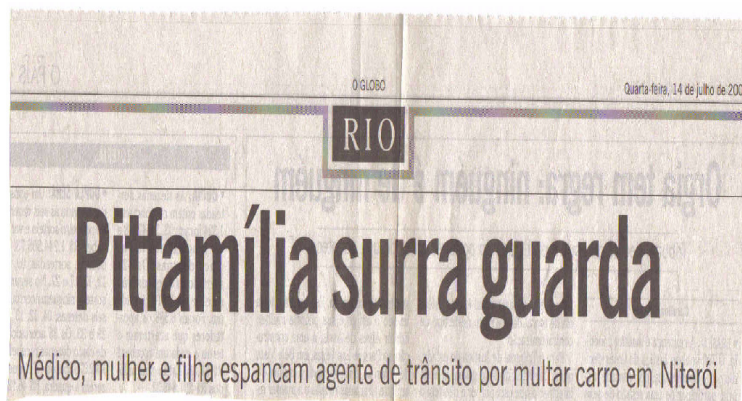 O GLOBO
Quarta-feira, 14 de julho de 200
RIO
Pitfamília surra guarda
Médico, mulher e filha espancam agente de trânsito por multar carro em Niterói